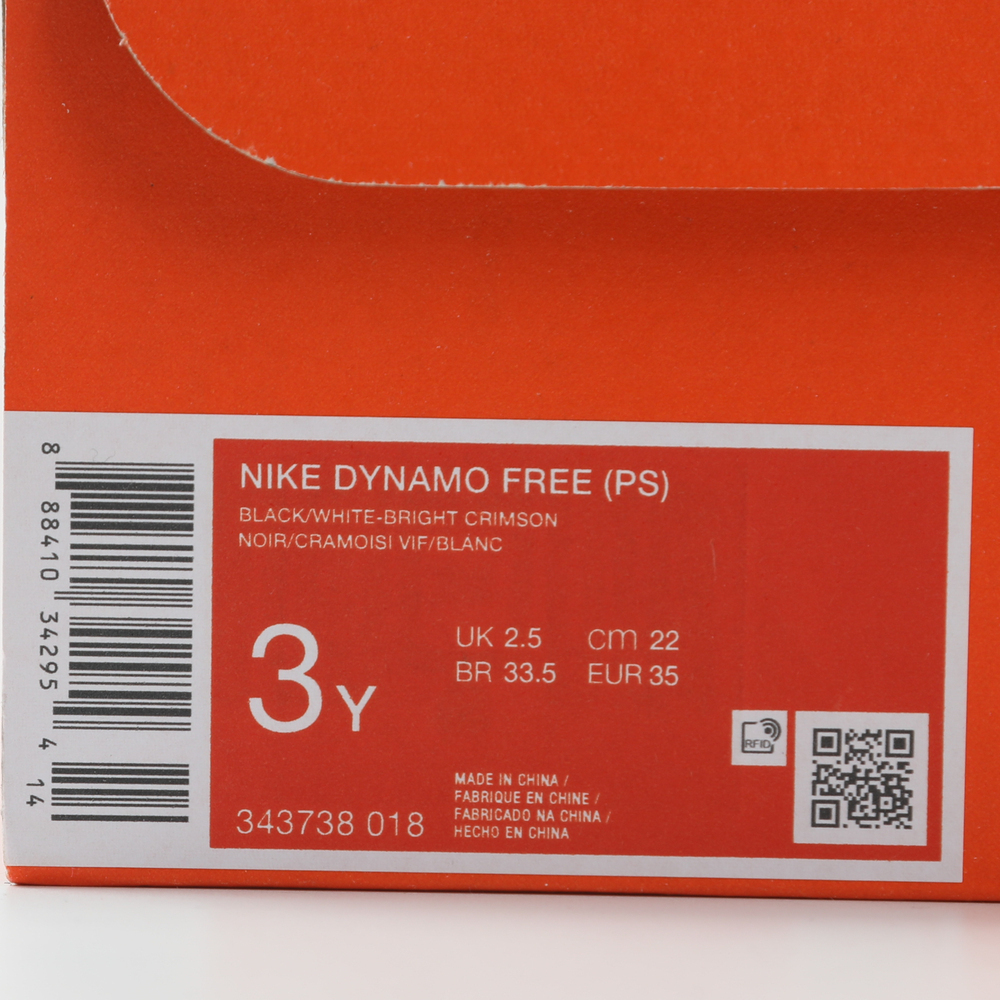 NIKE DYNAMO FREE (PS)
BLACK/WHITE-BRIGHT CRIMSON
NOIR/CRAMOISI VIF/BLANC
3Y
UK 2.5 cm 22
BR 33.5 EUR 35
RFID
MADE IN CHINA /
FABRIQUE EN CHINE /
FABRICADO NA CHINA /
HECHO EN CHINA
343738 018
8 88410 34295 4 14